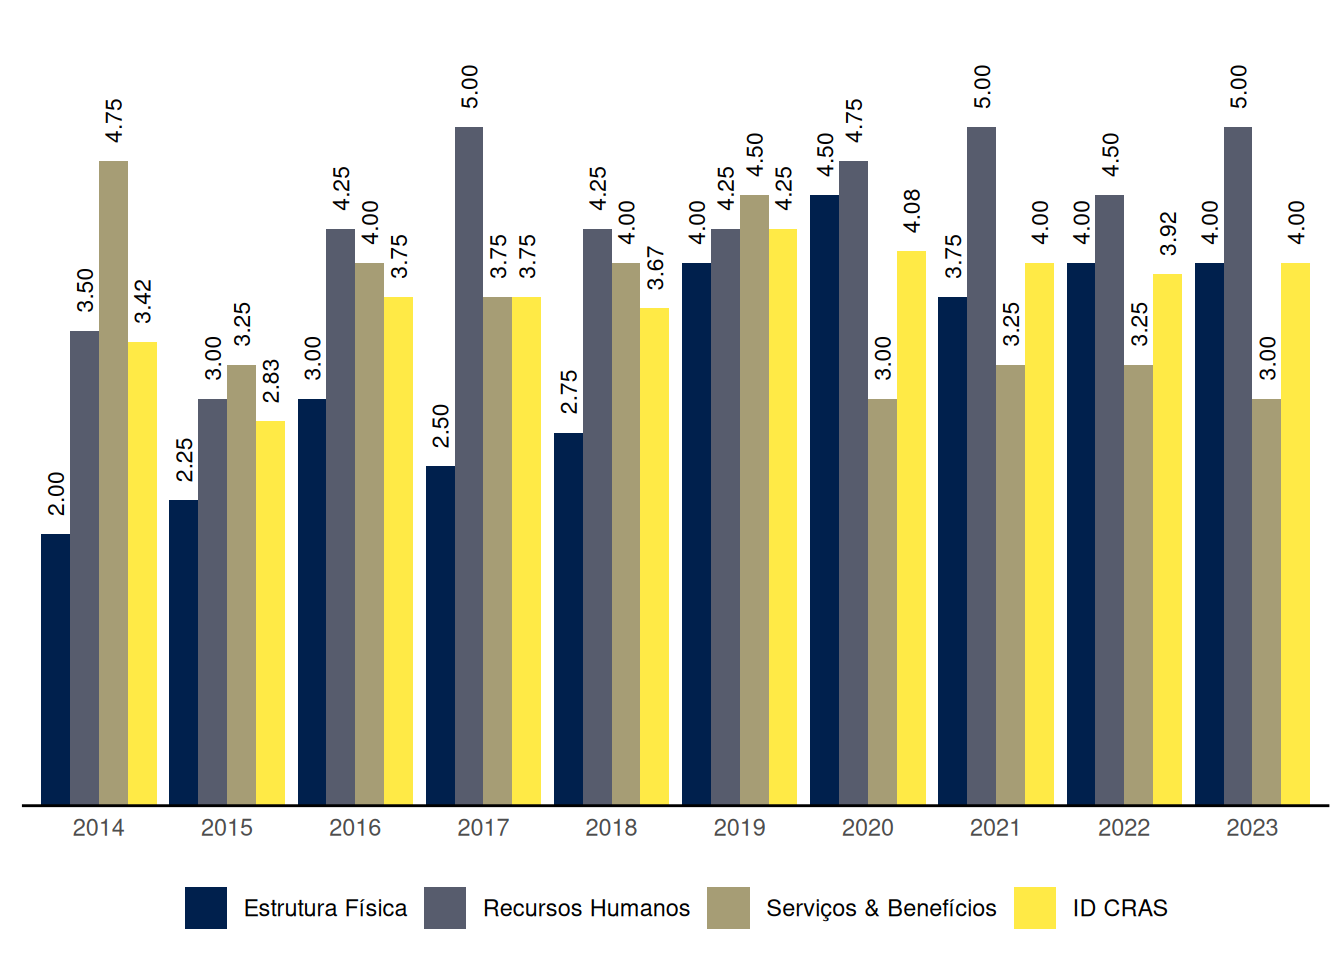 2.00 3.50 4.75 3.42
2.25 3.00 3.25 2.83
3.00 4.25 4.00 3.75
2.50 5.00 3.75 3.75
2.75 4.25 4.00 3.67
4.00 4.25 4.50 4.25
4.50 4.75 3.00 4.08
3.75 5.00 3.25 4.00
4.00 4.50 3.25 3.92
4.00 5.00 3.00 4.00
2014 2015 2016 2017 2018 2019 2020 2021 2022 2023
Estrutura Física Recursos Humanos Serviços & Benefícios ID CRAS